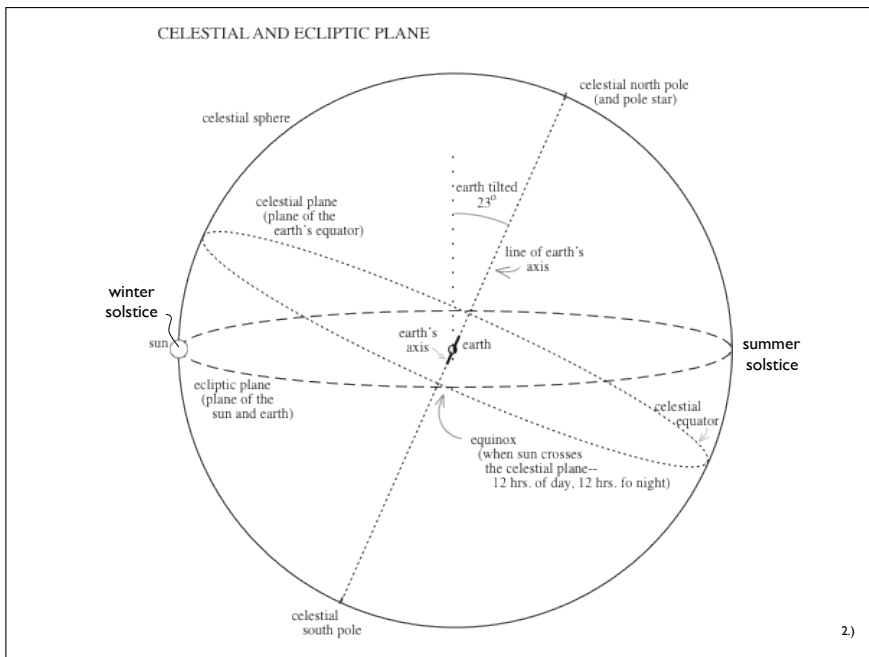 CELESTIAL AND ECLIPTIC PLANE
celestial north pole
(and pole star)
celestial sphere
earth tilted
23°
celestial plane
(plane of the
earth's equator)
line of earth's
axis
winter
solstice
sun
earth's
axis
earth
summer
solstice
ecliptic plane
(plane of the
sun and earth)
celestial
equator
equinox
(when sun crosses
the celestial plane--
12 hrs. of day, 12 hrs. fo night)
celestial
south pole
2.)